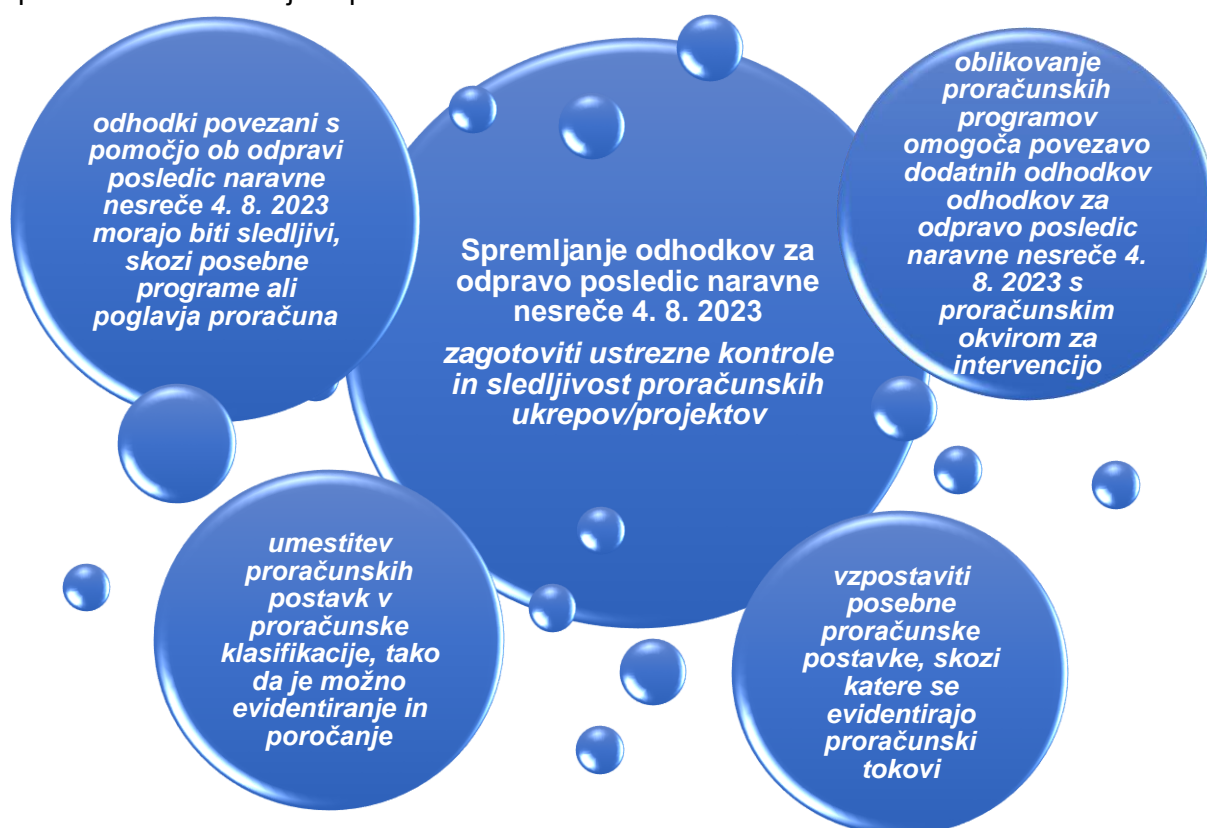 odhodki povezani s
pomočjo ob odpravi
posledic naravne
nesreče 4. 8. 2023
morajo biti sledljivi,
skozi posebne
programe ali
poglavja proračuna
Spremljanje odhodkov za
odpravo posledic naravne
nesreče 4. 8. 2023
zagotoviti ustrezne kontrole
in sledljivost proračunskih
ukrepov/projektov
oblikovanje
proračunskih
programov
omogoča povezavo
dodatnih odhodkov
odhodkov za
odpravo posledic
naravne nesreče 4.
8. 2023 s
proračunskim
okvirom za
intervencijo
umestitev
proračunskih
postavk v
proračunske
klasifikacije, tako
da je možno
evidentiranje in
poročanje
vzpostaviti
posebne
proračunske
postavke, skozi
katere se
evidentirajo
proračunski
tokovi